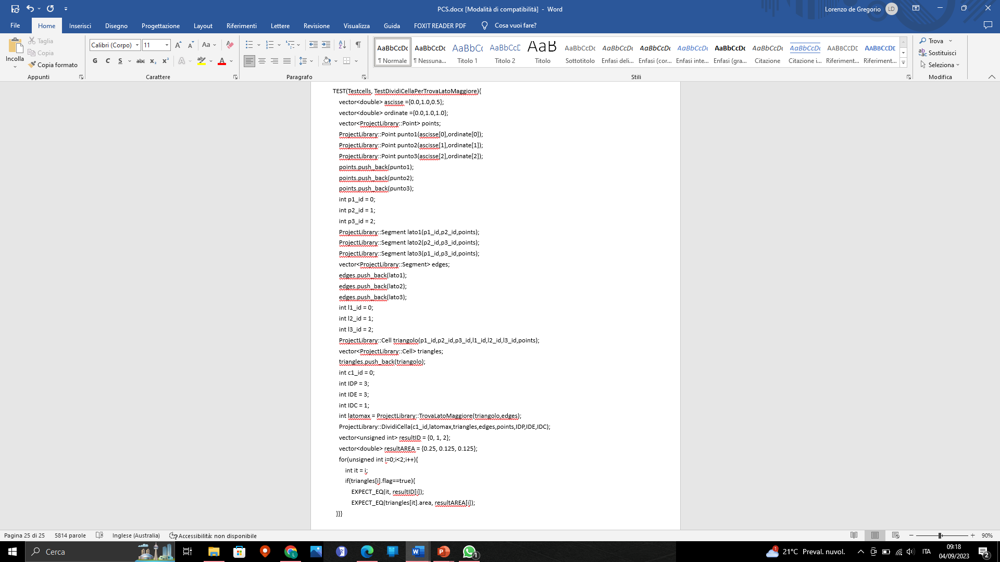 PCS.docx [Modalità di compatibilità] - Word
Lorenzo de Gregorio LD
File Home Inserisci Disegno Progettazione Layout Riferimenti Lettere Revisione Visualizza Guida FOXIT READER PDF Cosa vuoi fare?
Incolla
Taglia
Copia
Copia formato
Appunti
Calibri (Corpo) 11
G C S abc
Carattere
Paragrafo
AaBbCcDc AaBbCcDc AaBbCc AaBbCcD AaB AaBbCcDc AaBbCcDc AaBbCcDc AaBbCcDc AaBbCcDc AaBbCcDc AaBbCcDc AABBCCDE AABBCCDE
¶ Normale ¶ Nessuna... Titolo 1 Titolo 2 Titolo Sottotitolo Enfasi deli... Enfasi (cor... Enfasi inte... Enfasi (gra... Citazione Citazione i... Riferiment... Riferiment...
Stili
Trova
Sostituisci
Seleziona
Modifica
TEST(Testcells, TestDividiCellaPerTrovaLatoMaggiore){
vector<double> ascisse ={0.0,1.0,0.5};
vector<double> ordinate ={0.0,1.0,1.0};
vector<ProjectLibrary::Point> points;
ProjectLibrary::Point punto1(ascisse[0],ordinate[0]);
ProjectLibrary::Point punto2(ascisse[1],ordinate[1]);
ProjectLibrary::Point punto3(ascisse[2],ordinate[2]);
points.push_back(punto1);
points.push_back(punto2);
points.push_back(punto3);
int p1_id = 0;
int p2_id = 1;
int p3_id = 2;
ProjectLibrary::Segment lato1(p1_id,p2_id,points);
ProjectLibrary::Segment lato2(p2_id,p3_id,points);
ProjectLibrary::Segment lato3(p1_id,p3_id,points);
vector<ProjectLibrary::Segment> edges;
edges.push_back(lato1);
edges.push_back(lato2);
edges.push_back(lato3);
int l1_id = 0;
int l2_id = 1;
int l3_id = 2;
ProjectLibrary::Cell triangolo(p1_id,p2_id,p3_id,l1_id,l2_id,l3_id,points);
vector<ProjectLibrary::Cell> triangles;
triangles.push_back(triangolo);
int c1_id = 0;
int IDP = 3;
int IDE = 3;
int IDC = 1;
int latomax = ProjectLibrary::TrovaLatoMaggiore(triangolo,edges);
ProjectLibrary::DividiCella(c1_id,latomax,triangles,edges,points,IDP,IDE,IDC);
vector<unsigned int> resultID = {0, 1, 2};
vector<double> resultAREA = {0.25, 0.125, 0.125};
for(unsigned int i=0;i<2;i++){
int it = i;
if(triangles[i].flag==true){
EXPECT_EQ(it, resultID[i]);
EXPECT_EQ(triangles[it].area, resultAREA[i]);
}}}
Pagina 25 di 25 5814 parole Inglese (Australia) Accessibilità: non disponibile 90%
Cerca
21°C Preval. nuvol. ITA
09:18
04/09/2023